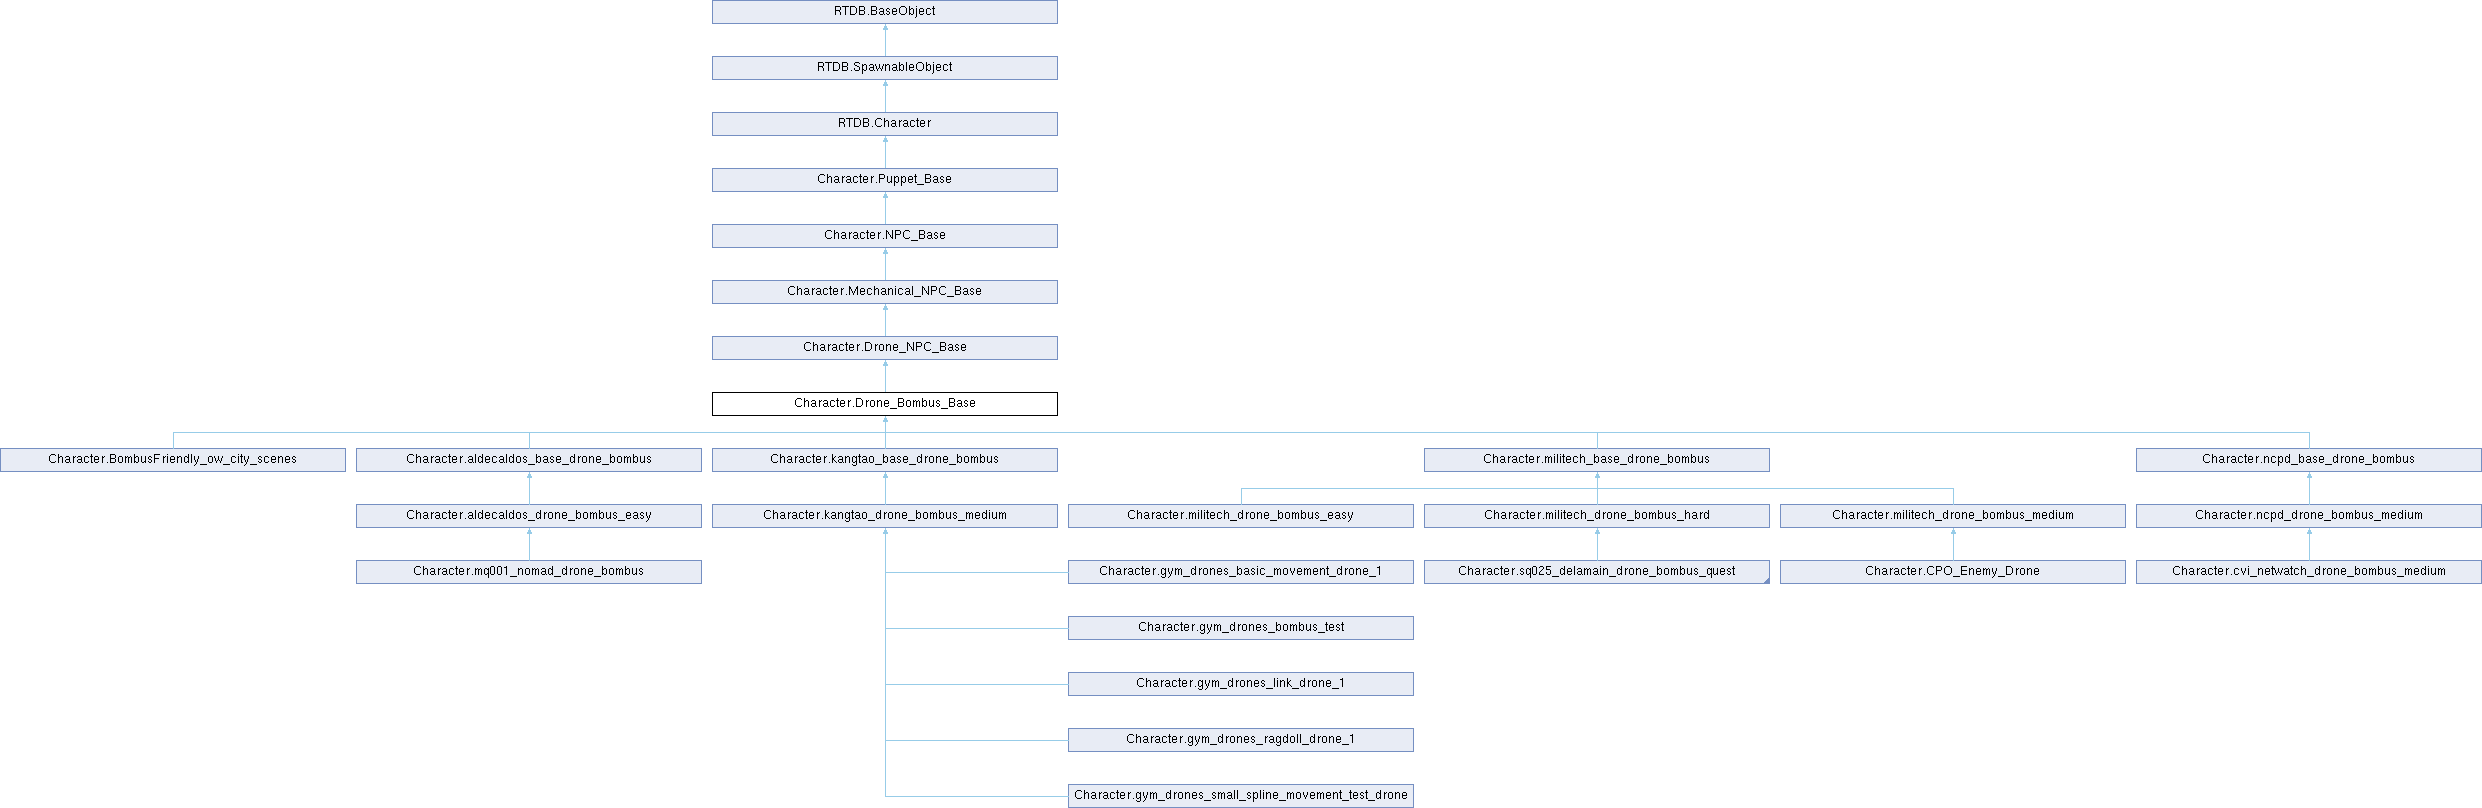 RTDB.BaseObject
RTDB.SpawnableObject
RTDB.Character
Character.Puppet_Base
Character.NPC_Base
Character.Mechanical_NPC_Base
Character.Drone_NPC_Base
Character.Drone_Bombus_Base
Character.BombusFriendly_ow_city_scenes
Character.aldecaldos_base_drone_bombus
Character.kangtao_base_drone_bombus
Character.militech_base_drone_bombus
Character.ncpd_base_drone_bombus
Character.aldecaldos_drone_bombus_easy
Character.kangtao_drone_bombus_medium
Character.militech_drone_bombus_easy
Character.militech_drone_bombus_hard
Character.militech_drone_bombus_medium
Character.ncpd_drone_bombus_medium
Character.mq001_nomad_drone_bombus
Character.gym_drones_basic_movement_drone_1
Character.sq025_delamain_drone_bombus_quest
Character.CPO_Enemy_Drone
Character.cvi_netwatch_drone_bombus_medium
Character.gym_drones_bombus_test
Character.gym_drones_link_drone_1
Character.gym_drones_ragdoll_drone_1
Character.gym_drones_small_spline_movement_test_drone